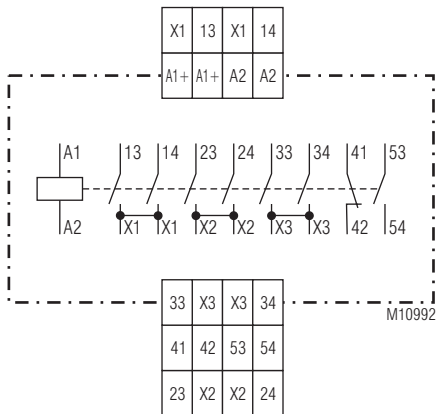 X1 13 X1 14
A1+ A1+ A2 A2
A1 13 14 23 24 33 34 41 53
A2 X1 X1 X2 X2 X3 X3 42 54
33 X3 X3 34
M10992
41 42 53 54
23 X2 X2 24